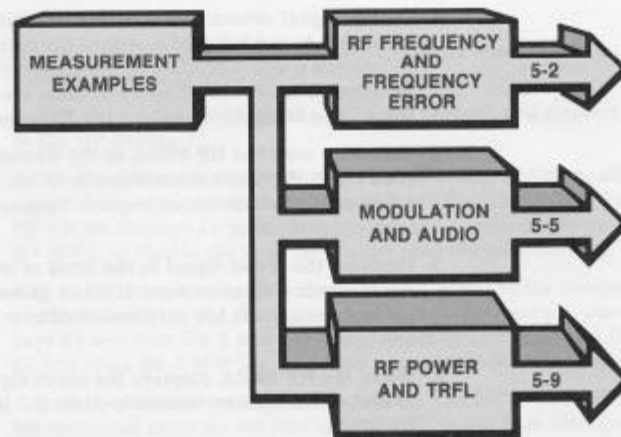 MEASUREMENT
EXAMPLES
RF FREQUENCY
AND
FREQUENCY
ERROR
5-2
MODULATION
AND AUDIO
5-5
RF POWER
AND TRFL
5-9